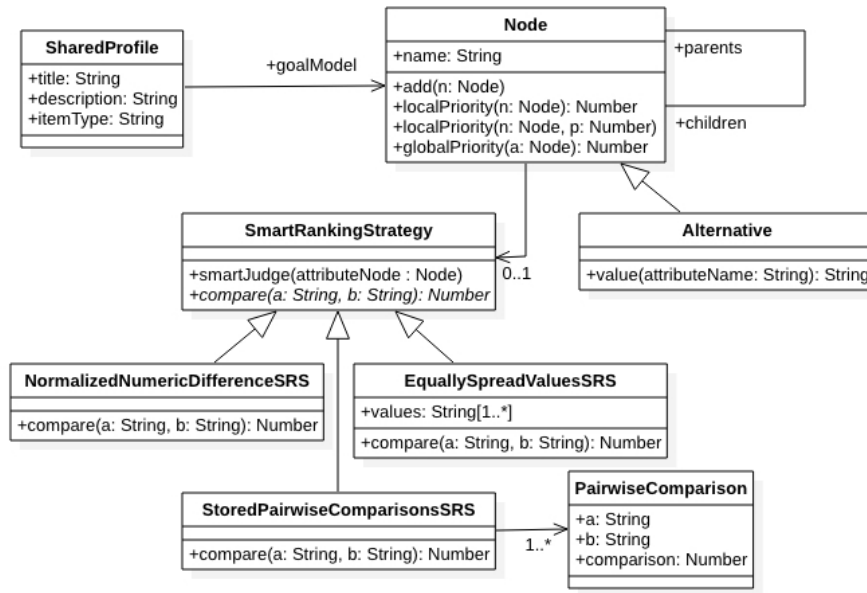 SharedProfile
+title: String
+description: String
+itemType: String
+goalModel
Node
+name: String
+add(n: Node)
+localPriority(n: Node): Number
+localPriority(n: Node, p: Number)
+globalPriority(a: Node): Number
+parents
+children
SmartRankingStrategy
+smartJudge(attributeNode : Node)
+compare(a: String, b: String): Number
0..1
Alternative
+value(attributeName: String): String
NormalizedNumericDifferenceSRS
+compare(a: String, b: String): Number
EquallySpreadValuesSRS
+values: String[1..*]
+compare(a: String, b: String): Number
StoredPairwiseComparisonsSRS
+compare(a: String, b: String): Number
1..*
PairwiseComparison
+a: String
+b: String
+comparison: Number